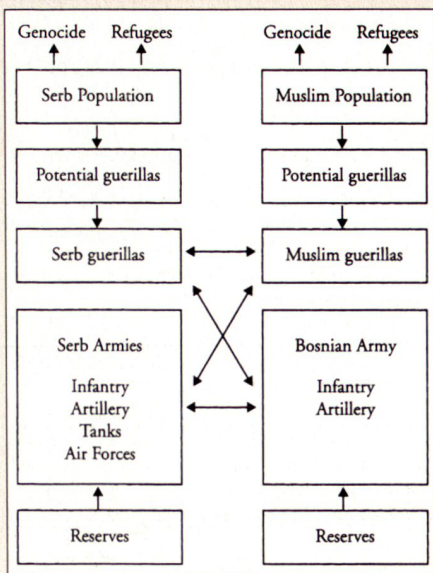 Genocide Refugees Genocide Refugees
Serb Population Muslim Population
Potential guerillas Potential guerillas
Serb guerillas Muslim guerillas
Serb Armies Bosnian Army
Infantry Infantry
Artillery Artillery
Tanks
Air Forces
Reserves Reserves